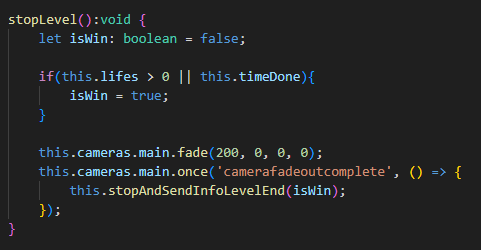 stopLevel():void {
let isWin: boolean = false;
if(this.lifes > 0 || this.timeDone){
isWin = true;
}
this.cameras.main.fade(200, 0, 0, 0);
this.cameras.main.once('camerafadeoutcomplete', () => {
this.stopAndSendInfoLevelEnd(isWin);
});
}